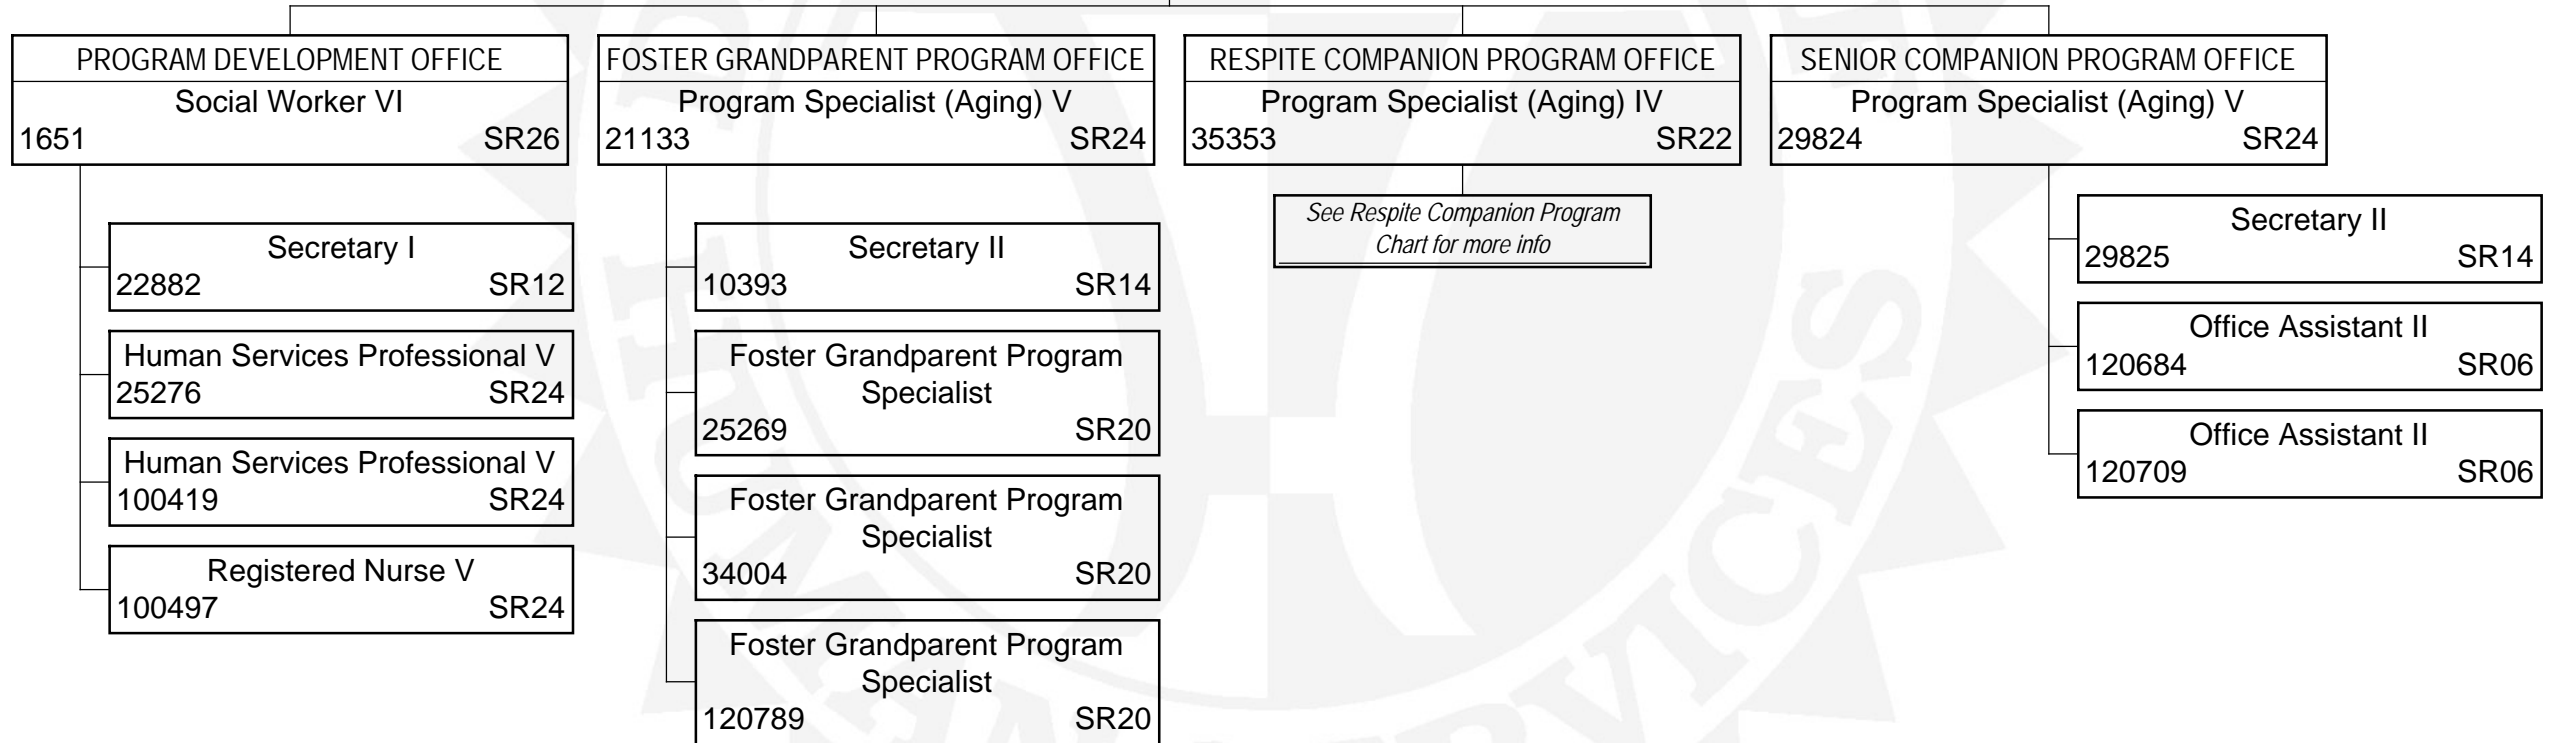 PROGRAM DEVELOPMENT OFFICE
Social Worker VI
1651 SR26
Secretary I
22882 SR12
Human Services Professional V
25276 SR24
Human Services Professional V
100419 SR24
Registered Nurse V
100497 SR24
FOSTER GRANDPARENT PROGRAM OFFICE
Program Specialist (Aging) V
21133 SR24
Secretary II
10393 SR14
Foster Grandparent Program
Specialist
25269 SR20
Foster Grandparent Program
Specialist
34004 SR20
Foster Grandparent Program
Specialist
120789 SR20
RESPITE COMPANION PROGRAM OFFICE
Program Specialist (Aging) IV
35353 SR22
See Respite Companion Program
Chart for more info
SENIOR COMPANION PROGRAM OFFICE
Program Specialist (Aging) V
29824 SR24
Secretary II
29825 SR14
Office Assistant II
120684 SR06
Office Assistant II
120709 SR06